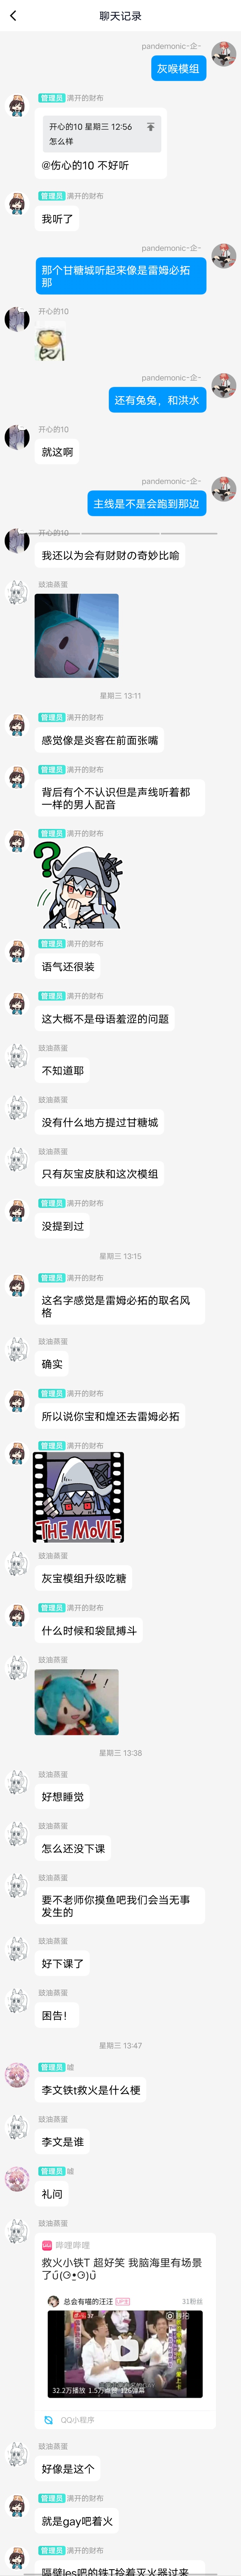 聊天记录
pandemonic-企-
灰喉模组
管理员 满开的财布
开心的10 星期三 12:56
怎么样
@伤心的10 不好听
管理员 满开的财布
我听了
pandemonic-企-
那个甘糖城听起来像是雷姆必拓
那
开心的10
pandemonic-企-
还有兔兔，和洪水
开心的10
就这啊
pandemonic-企-
主线是不是会跑到那边
开心的10
我还以为会有财财の奇妙比喻
豉油蒸蛋
星期三 13:11
管理员 满开的财布
感觉像是炎客在前面张嘴
管理员 满开的财布
背后有个不认识但是声线听着都
一样的男人配音
管理员 满开的财布
管理员 满开的财布
语气还很装
管理员 满开的财布
这大概不是母语羞涩的问题
豉油蒸蛋
不知道耶
豉油蒸蛋
没有什么地方提过甘糖城
豉油蒸蛋
只有灰宝皮肤和这次模组
管理员 满开的财布
没提到过
星期三 13:15
管理员 满开的财布
这名字感觉是雷姆必拓的取名风
格
豉油蒸蛋
确实
管理员 满开的财布
所以说你宝和煌还去雷姆必拓
管理员 满开的财布
THE MOVIE
豉油蒸蛋
灰宝模组升级吃糖
管理员 满开的财布
什么时候和袋鼠搏斗
豉油蒸蛋
星期三 13:38
豉油蒸蛋
好想睡觉
豉油蒸蛋
怎么还没下课
豉油蒸蛋
要不老师你摸鱼吧我们会当无事
发生的
豉油蒸蛋
好下课了
豉油蒸蛋
困告！
星期三 13:47
管理员 嘘
李文铁t救火是什么梗
豉油蒸蛋
李文是谁
管理员 嘘
礼问
豉油蒸蛋
哔哩哔哩
救火小铁T 超好笑 我脑海里有场景
总会有喵的汪汪 31粉丝
32.2万播放 1.5万点赞 126弹幕
QQ小程序
豉油蒸蛋
好像是这个
管理员 满开的财布
就是gay吧着火
管理员 满开的财布
隔壁les吧的铁T拎着灭火器过来